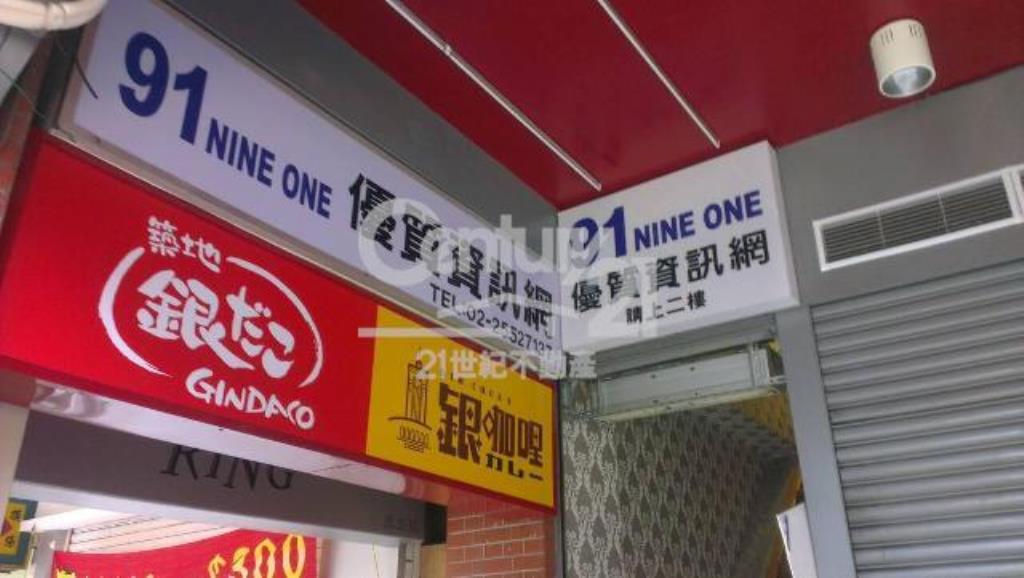 91 NINE ONE 優質資訊網
TEL:02-2552713
91 NINE ONE
優質資訊網
請上二樓
築地
銀だこ
GINDACO
銀咖哩
カレー
Century 21
21世紀不動產
RING
$300